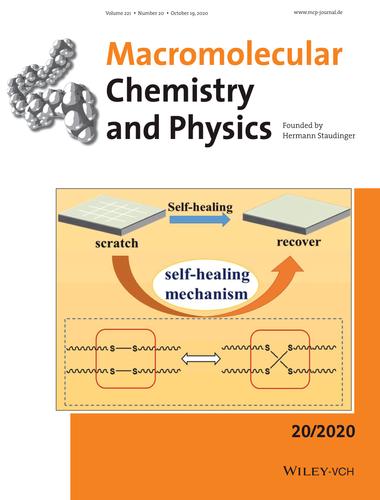 Volume 221 • Number 20 • October 19, 2020
www.mcp-journal.de
Macromolecular
Chemistry
and Physics
Founded by
Hermann Staudinger
Self-healing
scratch
recover
self-healing
mechanism
S S
S S
S S
S S
20/2020
WILEY-VCH